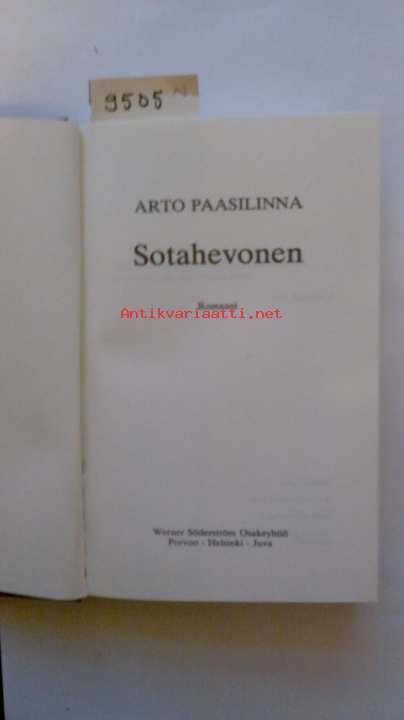 9505
ARTO PAASILINNA
Sotahevonen
Romaani
Antikvariaatti.net
Werner Söderström Osakeyhtiö
Porvoo - Helsinki - Juva